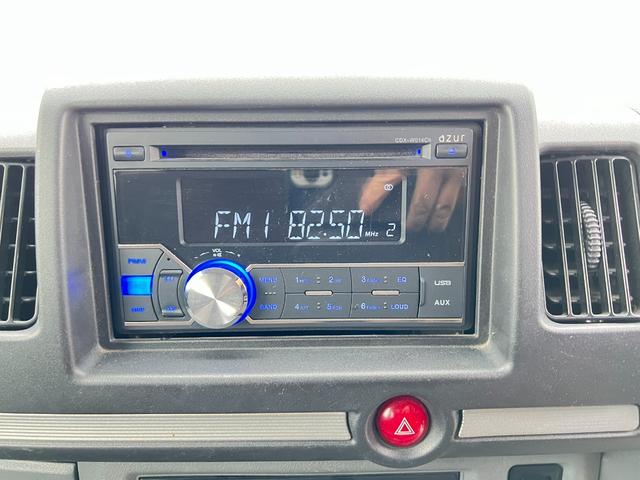 azur
CDX-W014CH
FM1 82.50 MHz 2
VOL
MENU 1 2 3 EQ
USB
BAND 4 5 6 LOUD
AUX